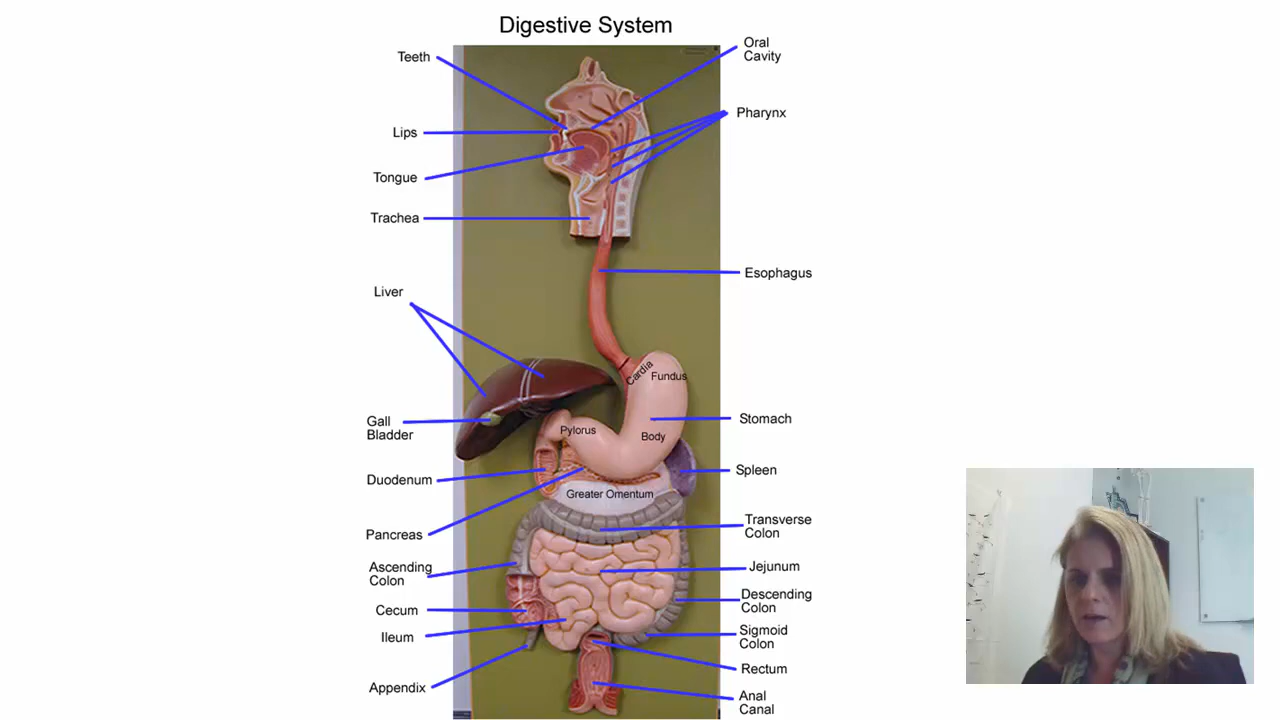 Digestive System
Teeth
Lips
Tongue
Trachea
Liver
Gall
Bladder
Duodenum
Pancreas
Ascending
Colon
Cecum
Ileum
Appendix
Cardia
Fundus
Pylorus
Body
Greater Omentum
Oral
Cavity
Pharynx
Esophagus
Stomach
Spleen
Transverse
Colon
Jejunum
Descending
Colon
Sigmoid
Colon
Rectum
Anal
Canal